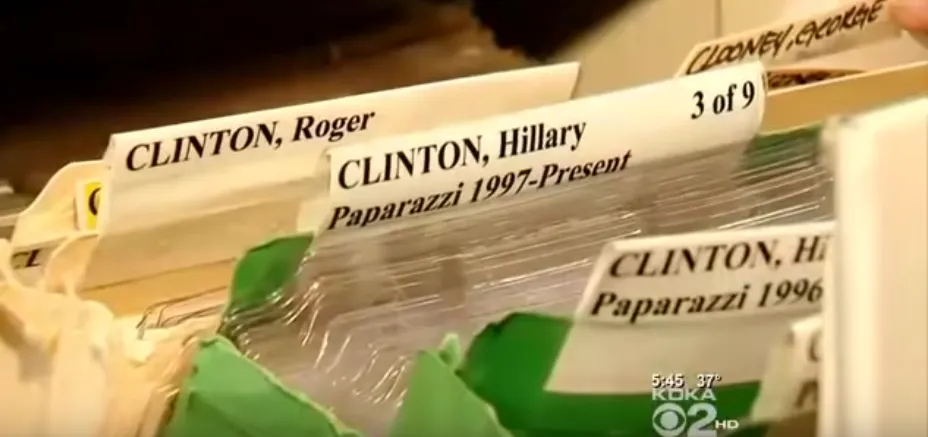 CLOONEY, GEORGE
CLINTON, Roger
3 of 9
CLINTON, Hillary
Paparazzi 1997-Present
CLINTON, Hi
Paparazzi 1996
CL
5:45 37°
KDKA
2 HD